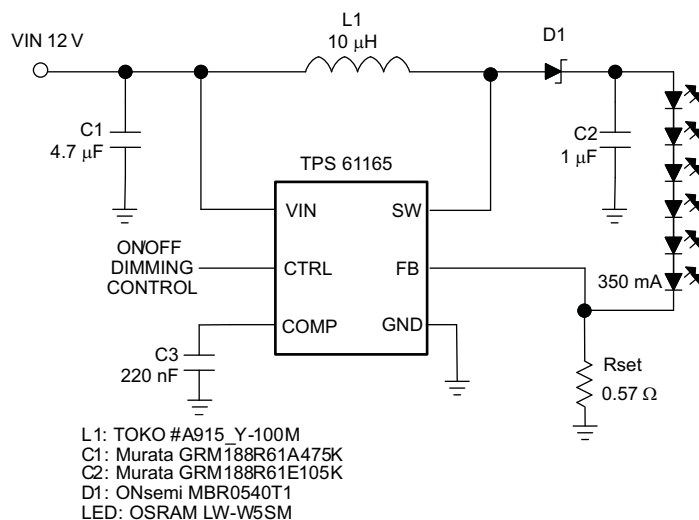 L1
10 μH
VIN 12 V
D1
C1
4.7 μF
C2
1 μF
TPS 61165
VIN
SW
ON/OFF
DIMMING
CONTROL
CTRL
FB
350 mA
COMP
GND
C3
220 nF
Rset
0.57 Ω
L1: TOKO #A915_Y-100M
C1: Murata GRM188R61A475K
C2: Murata GRM188R61E105K
D1: ONsemi MBR0540T1
LED: OSRAM LW-W5SM